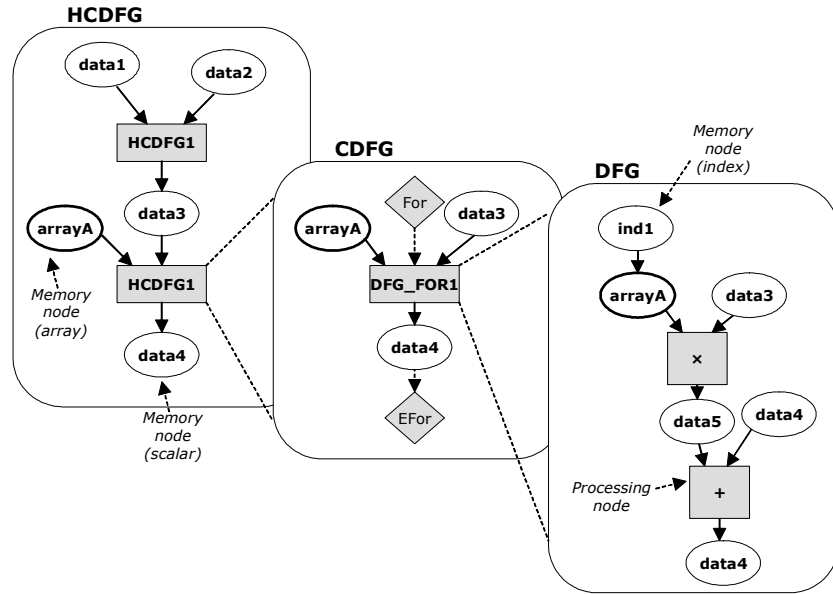 HCDFG
data1
data2
HCDFG1
data3
arrayA
HCDFG1
Memory
node
(array)
data4
Memory
node
(scalar)
CDFG
For
arrayA
data3
DFG_FOR1
data4
EFor
Memory
node
(index)
DFG
ind1
arrayA
data3
×
data5
data4
Processing
node
+
data4